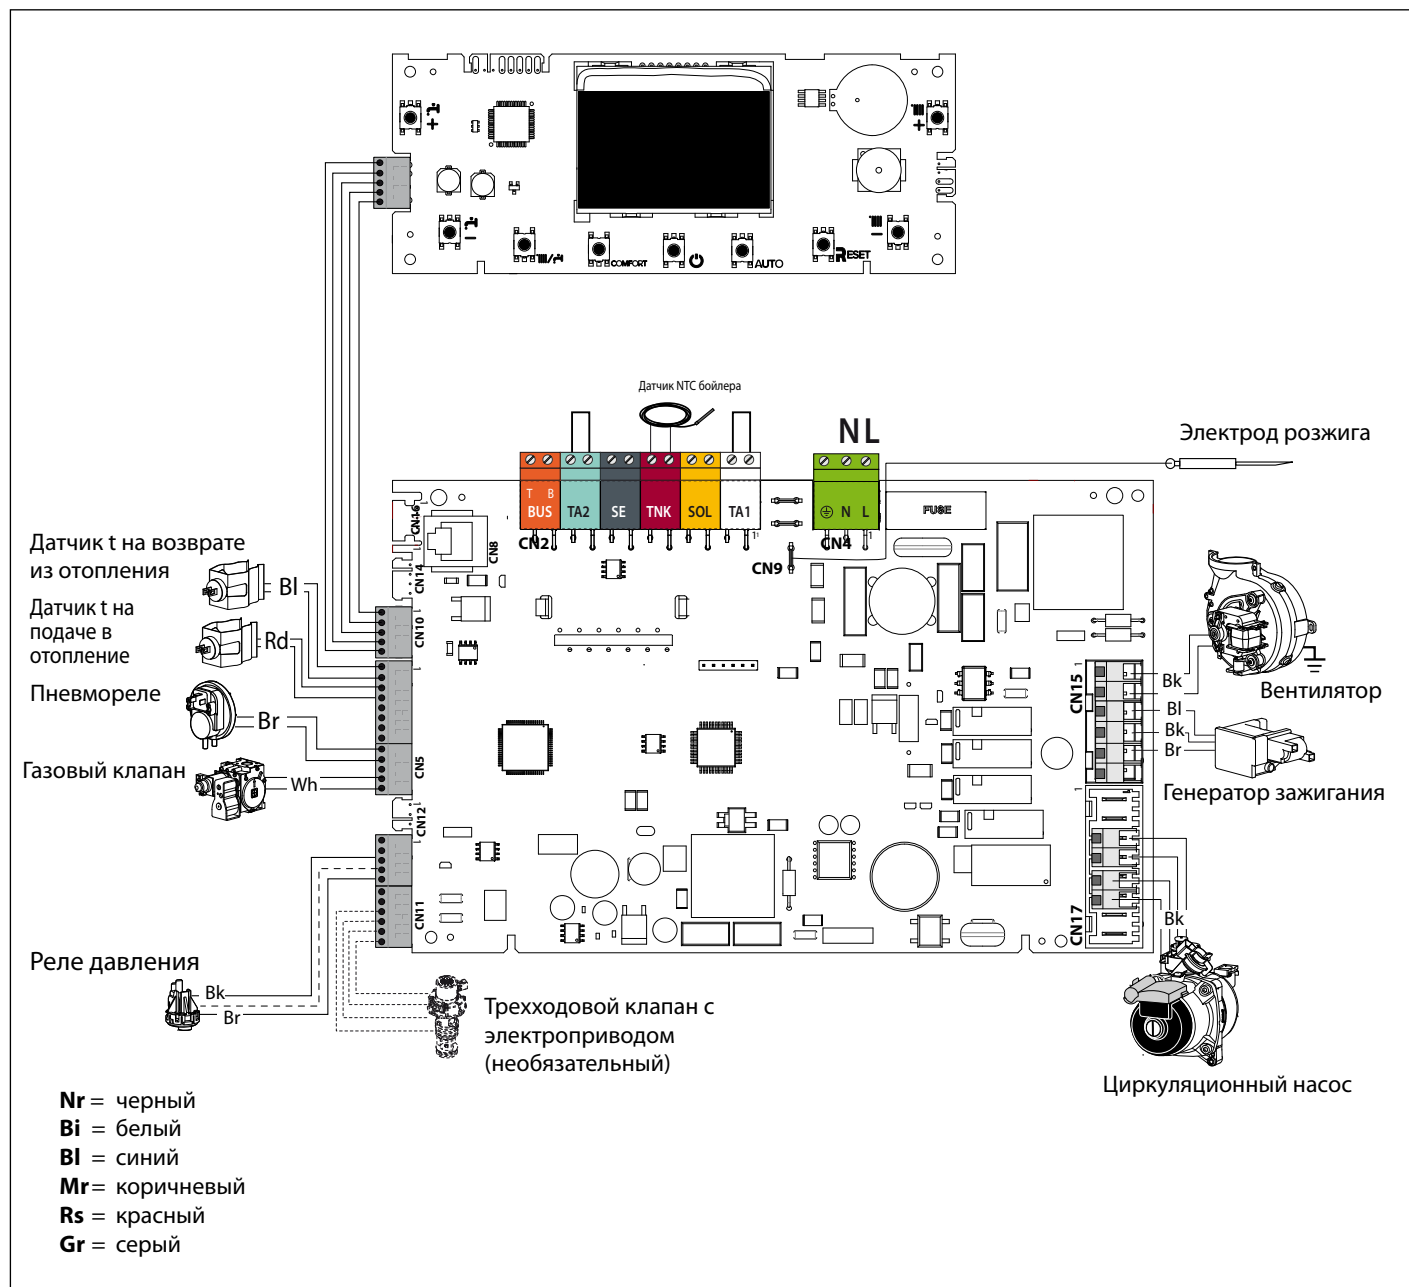 COMFORT
AUTO
RESET
Датчик NTC бойлера
NL
Электрод розжига
T B
BUS TA2 SE TNK SOL TA1
N L
FUSE
CN2
CN4
CN9
CN16
CN8
CN14
CN10
CN5
CN12
CN11
CN15
CN17
Датчик t на возврате
из отопления
Bl
Датчик t на
подаче в
отопление
Rd
Пневмореле
Br
Газовый клапан
Wh
Bk
Вентилятор
Bl
Bk
Br
Генератор зажигания
Bk
Циркуляционный насос
Реле давления
Bk
Br
Трехходовой клапан с
электроприводом
(необязательный)
Nr = черный
Bi = белый
Bl = синий
Mr = коричневый
Rs = красный
Gr = серый